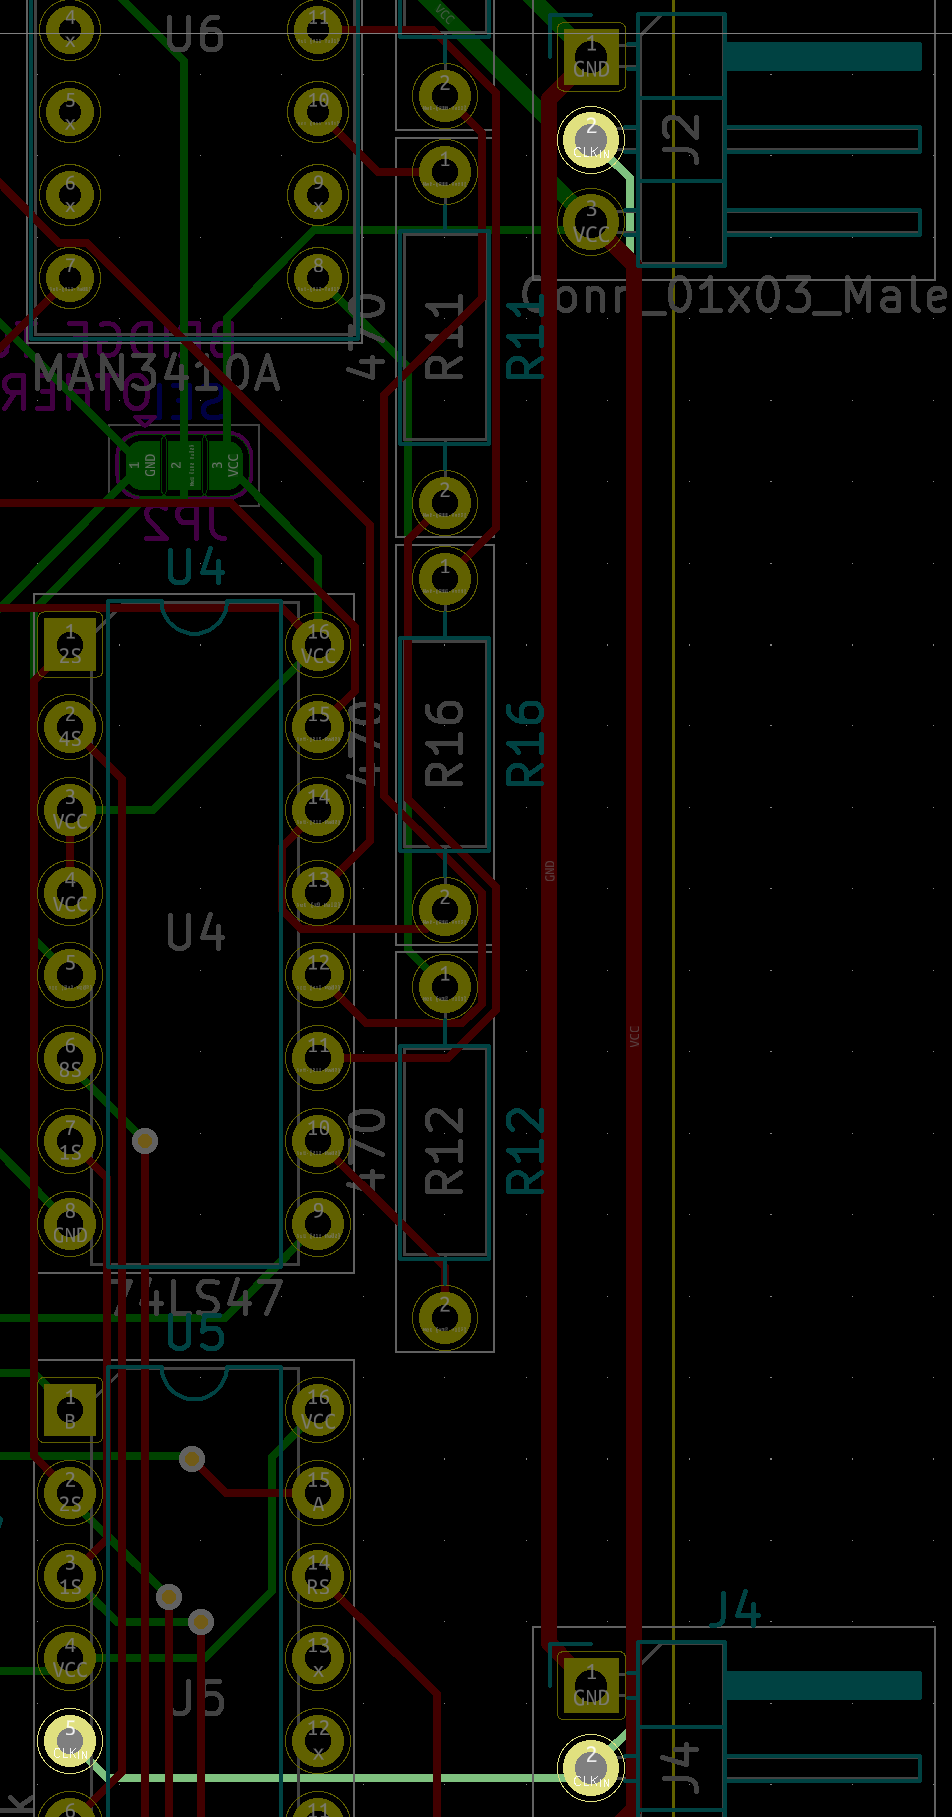 4
x
U6
11
VCC
1
GND
5
x
10
2
2
CLKIN
J2
6
x
9
x
1
3
VCC
7
8
Conn_01x03_Male
470
R11
R11
BRIDGE
MAN3410A
OTHER
SEL
1
GND
2
3
VCC
2
JP2
U4
1
1
2S
16
VCC
2
4S
15
470
R16
R16
3
VCC
14
4
VCC
13
GND
2
U4
5
12
1
VCC
6
8S
11
7
1S
10
470
R12
R12
8
GND
9
74LS47
2
U5
1
B
16
VCC
2
2S
15
A
3
1S
14
RS
J4
4
VCC
13
x
1
GND
U5
5
CLKIN
12
x
2
CLKIN
J4
k
6
11